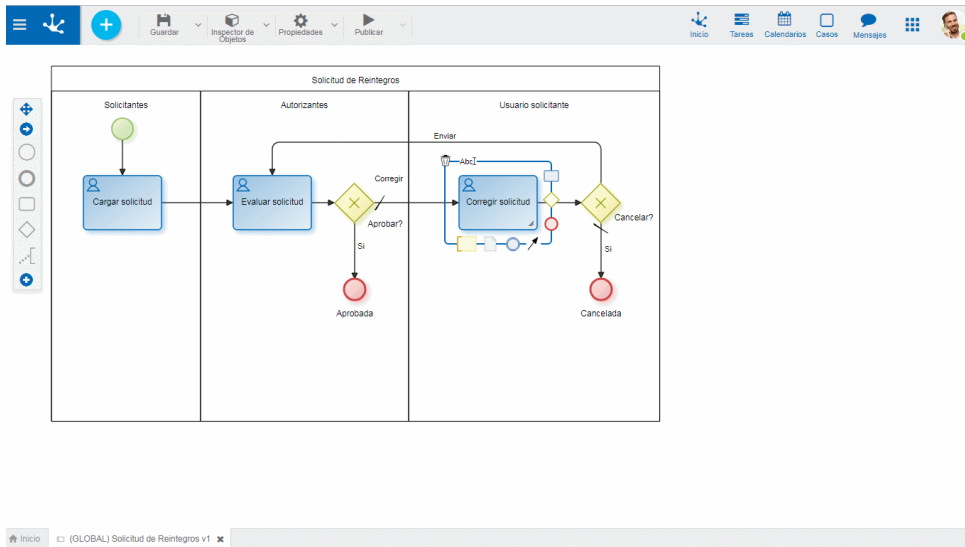 Guardar
Inspector de
Objetos
Propiedades
Publicar
Inicio
Tareas
Calendarios
Casos
Mensajes
Solicitud de Reintegros
Solicitantes
Autorizantes
Usuario solicitante
Enviar
Abc
Corregir
Cargar solicitud
Evaluar solicitud
Corregir solicitud
Aprobar?
Cancelar?
Si
Si
Aprobada
Cancelada
Inicio
(GLOBAL) Solicitud de Reintegros v1